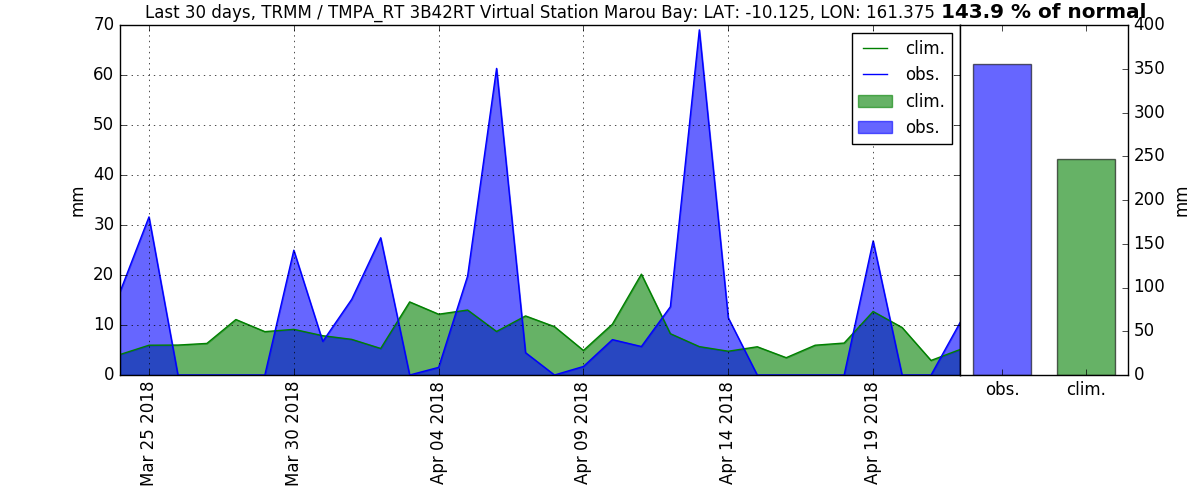 Last 30 days, TRMM / TMPA_RT 3B42RT Virtual Station Marou Bay: LAT: -10.125, LON: 161.375 143.9 % of normal
70
60
50
40
30
20
10
0
mm
clim.
obs.
clim.
obs.
400
350
300
250
200
150
100
50
0
mm
Mar 25 2018
Mar 30 2018
Apr 04 2018
Apr 09 2018
Apr 14 2018
Apr 19 2018
obs.
clim.